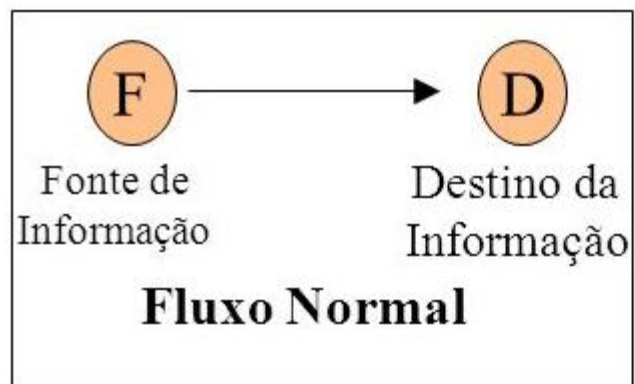 F
D
Fonte de
Informação
Destino da
Informação
Fluxo Normal